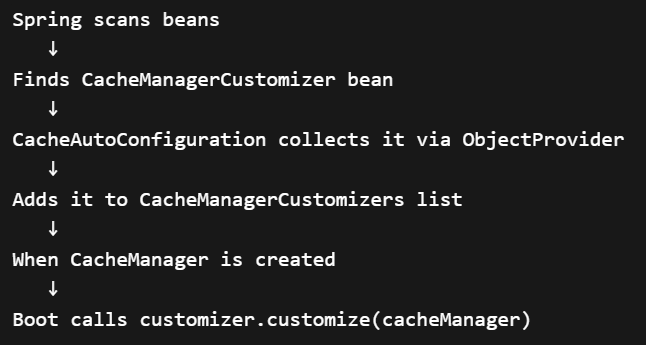 Spring scans beans
↓
Finds CacheManagerCustomizer bean
↓
CacheAutoConfiguration collects it via ObjectProvider
↓
Adds it to CacheManagerCustomizers list
↓
When CacheManager is created
↓
Boot calls customizer.customize(cacheManager)